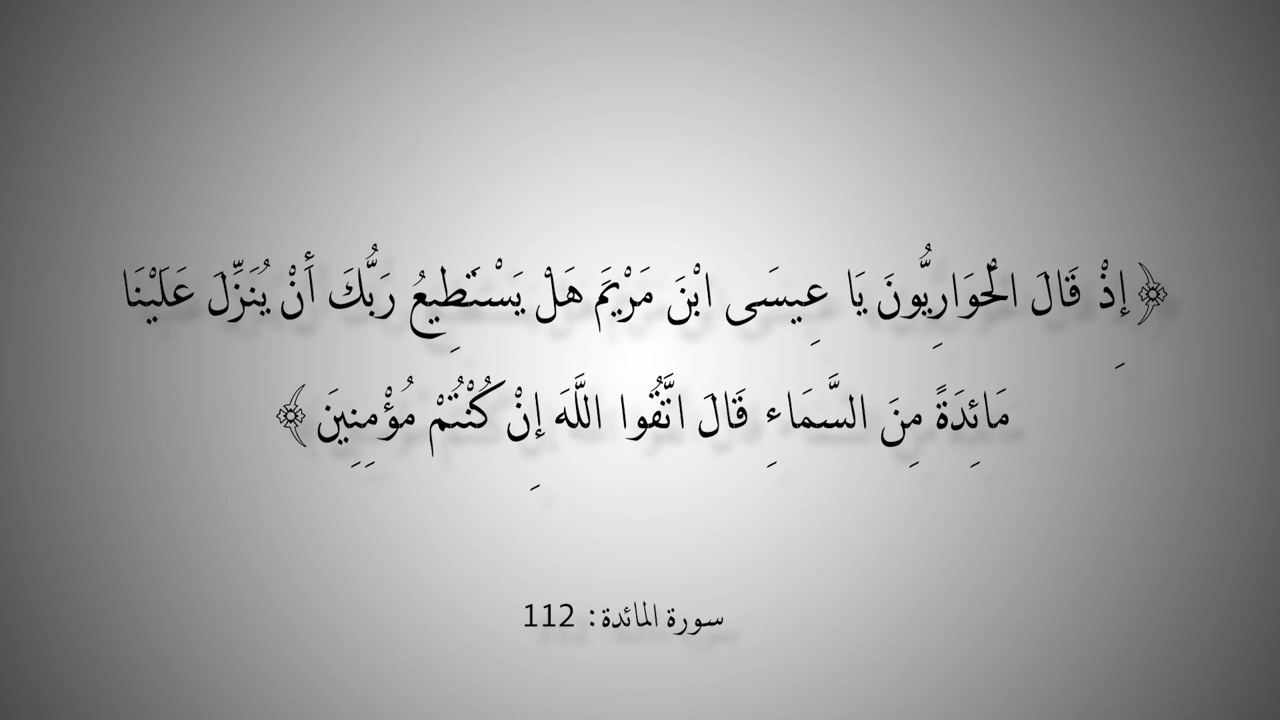 ﴿إِذْ قَالَ الْحَوَارِيُّونَ يَا عِيسَى ابْنَ مَرْيَمَ هَلْ يَسْتَطِيعُ رَبُّكَ أَنْ يُنَزِّلَ عَلَيْنَا
مَائِدَةً مِنَ السَّمَاءِ قَالَ اتَّقُوا اللَّهَ إِنْ كُنْتُمْ مُؤْمِنِينَ﴾
سورة المائدة: 112